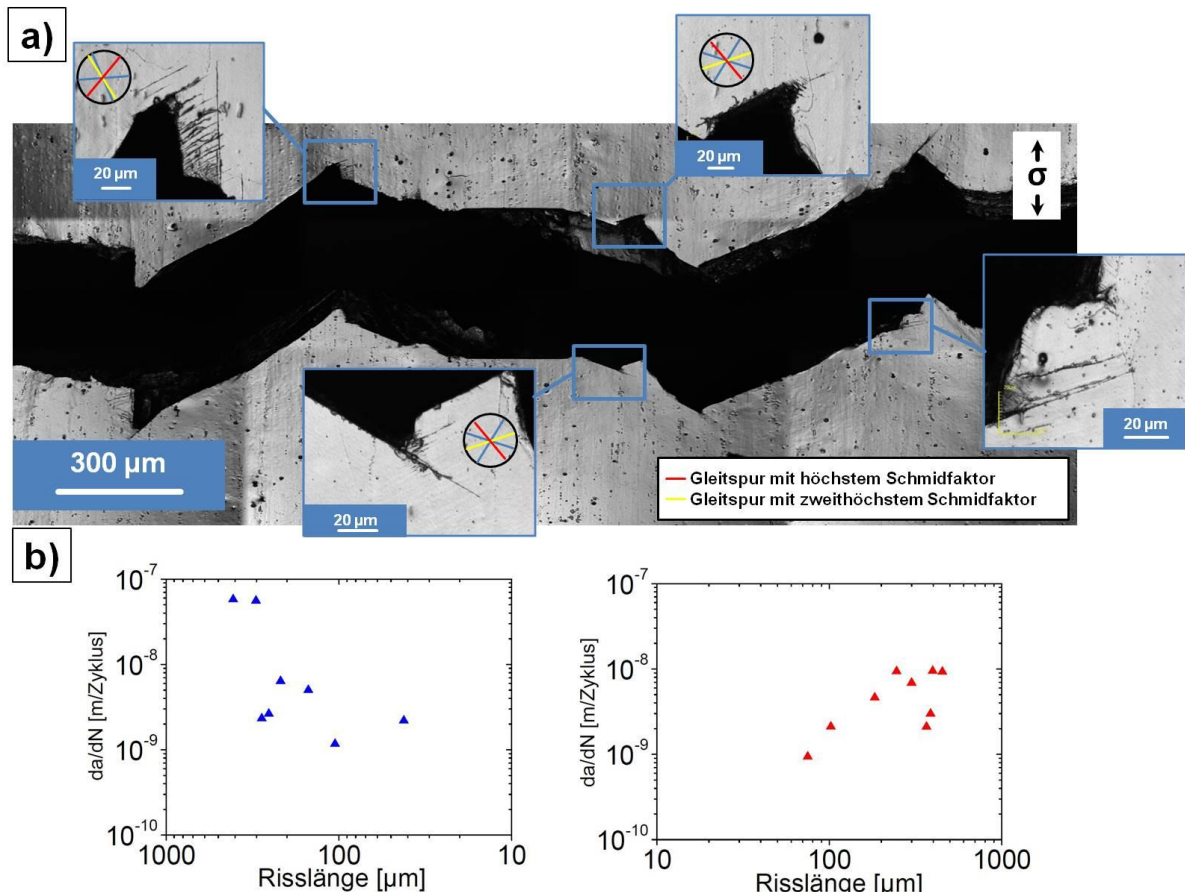 a)
20 µm
20 µm
σ
20 µm
300 µm
20 µm
Gleitspur mit höchstem Schmidfaktor
Gleitspur mit zweithöchstem Schmidfaktor
b)
10⁻⁷
10⁻⁸
10⁻⁹
10⁻¹⁰
da/dN [m/Zyklus]
1000
100
10
Risslänge [µm]
10⁻⁷
10⁻⁸
10⁻⁹
10⁻¹⁰
da/dN [m/Zyklus]
10
100
1000
Risslänge [µm]